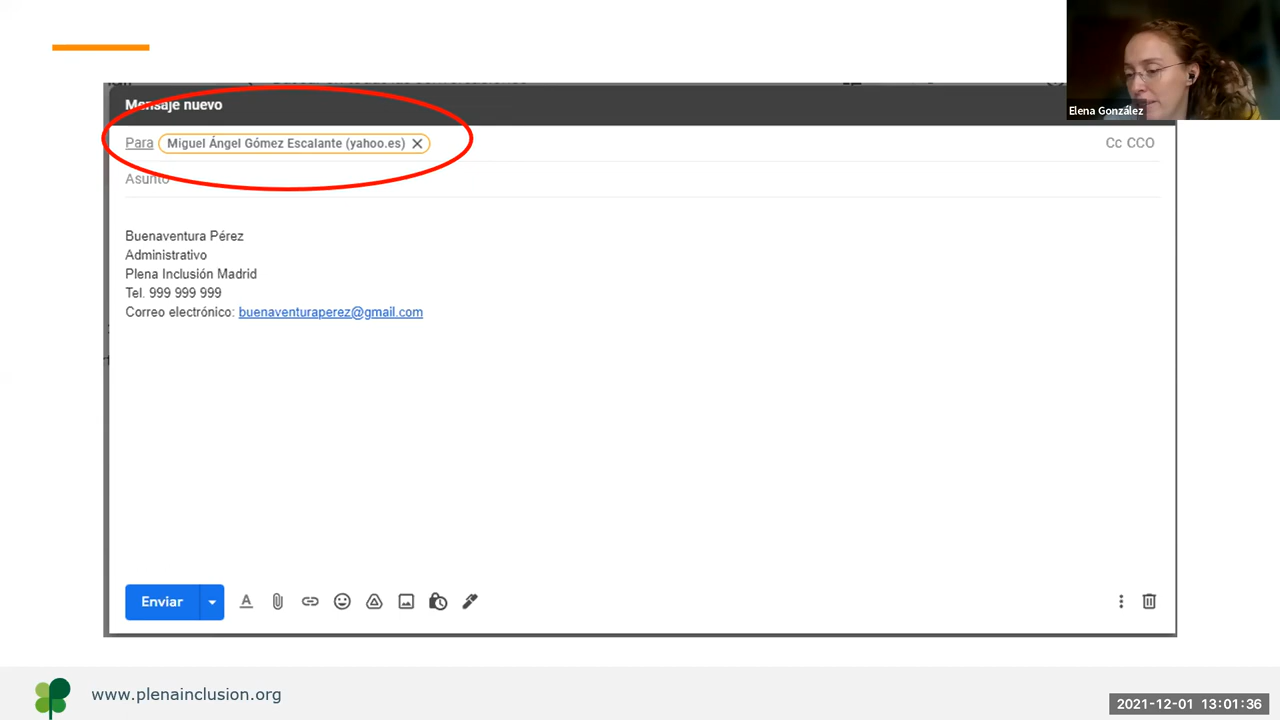 Mensaje nuevo
Elena González
Para Miguel Ángel Gómez Escalante (yahoo.es)
Cc CCO
Asunto
Buenaventura Pérez
Administrativo
Plena Inclusión Madrid
Tel. 999 999 999
Correo electrónico: buenaventuraperez@gmail.com
Enviar
www.plenainclusion.org
2021-12-01 13:01:36